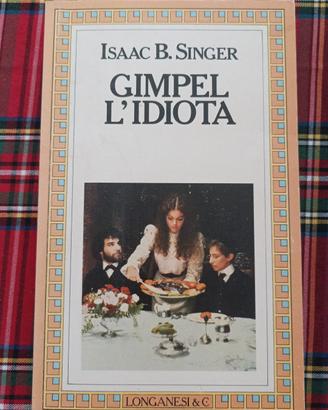 ISAAC B. SINGER
GIMPEL
L'IDIOTA
LONGANESI & C.